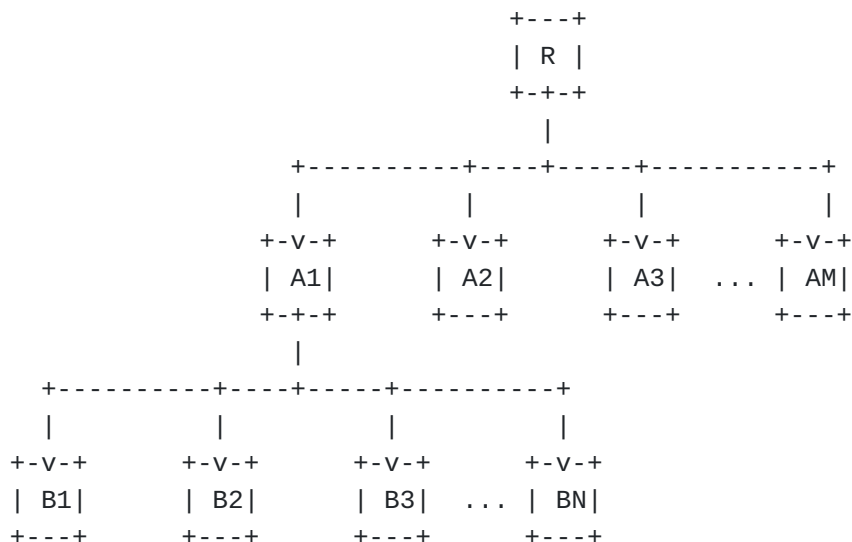 +---+
                                | R |
                                +-+-+
                                  |
                  +----------+----+-----+-----------+
                  |          |          |           |
                +-v-+      +-v-+      +-v-+       +-v-+
                | A1|      | A2|      | A3|  ...  | AM|
                +-+-+      +---+      +---+       +---+
                  |
  +----------+----+-----+----------+
  |          |          |          |
+-v-+      +-v-+      +-v-+      +-v-+
| B1|      | B2|      | B3|  ... | BN|
+---+      +---+      +---+      +---+